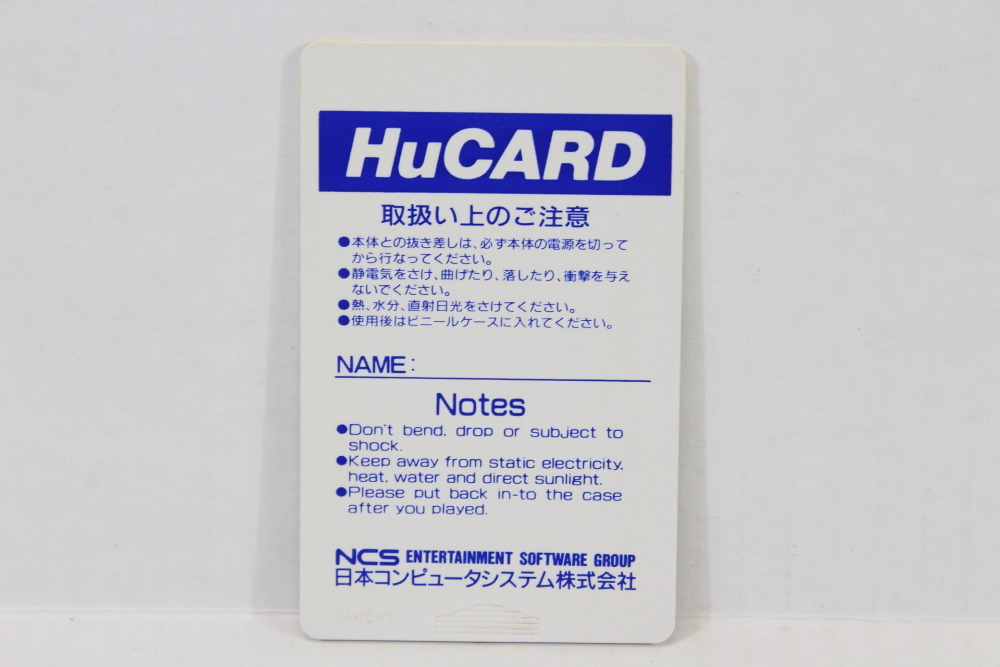 HuCARD
取扱い上のご注意
●本体との抜き差しは、必ず本体の電源を切って
から行なってください。
●静電気をさけ、曲げたり、落したり、衝撃を与え
ないでください。
●熱、水分、直射日光をさけてください。
●使用後はビニールケースに入れてください。
NAME:
Notes
●Don't bend, drop or subject to
shock.
●Keep away from static electricity,
heat, water and direct sunlight.
●Please put back in-to the case
after you played.
NCS ENTERTAINMENT SOFTWARE GROUP
日本コンピュータシステム株式会社